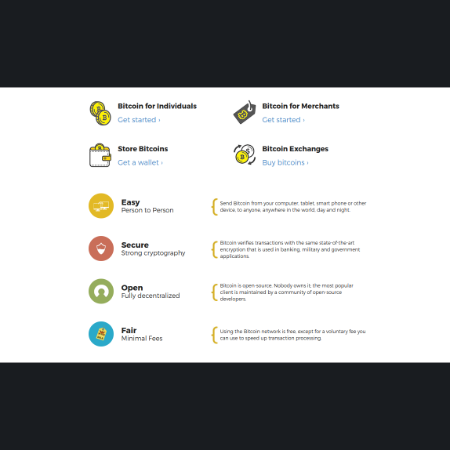 Bitcoin for Individuals
Get started ›
Bitcoin for Merchants
Get started ›
Store Bitcoins
Get a wallet ›
Bitcoin Exchanges
Buy bitcoins ›
Easy
Person to Person
Send Bitcoin from your computer, tablet, smart phone or other
device, to anyone, anywhere in the world, day and night.
Secure
Strong cryptography
Bitcoin verifies transactions with the same state-of-the-art
encryption that is used in banking, military and government
applications.
Open
Fully decentralized
Bitcoin is open-source. Nobody owns it, the most popular
client is maintained by a community of open-source
developers.
Fair
Minimal Fees
Using the Bitcoin network is free, except for a voluntary fee you
can use to speed up transaction processing.